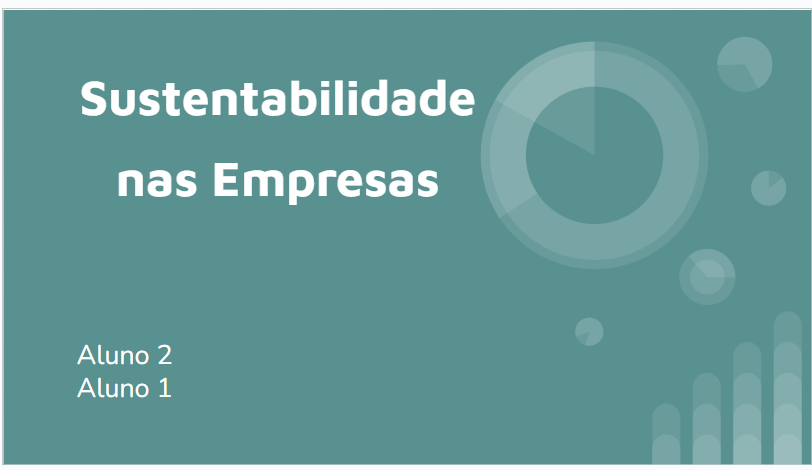 Sustentabilidade
nas Empresas
Aluno 2
Aluno 1